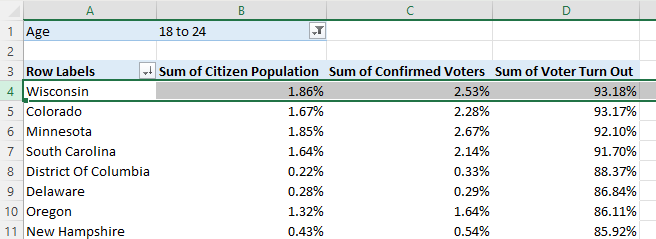 A B C D
1 Age 18 to 24
2
3 Row Labels Sum of Citizen Population Sum of Confirmed Voters Sum of Voter Turn Out
4 Wisconsin 1.86% 2.53% 93.18%
5 Colorado 1.67% 2.28% 93.17%
6 Minnesota 1.85% 2.67% 92.10%
7 South Carolina 1.64% 2.14% 91.70%
8 District Of Columbia 0.22% 0.33% 88.37%
9 Delaware 0.28% 0.29% 86.84%
10 Oregon 1.32% 1.64% 86.11%
11 New Hampshire 0.43% 0.54% 85.92%